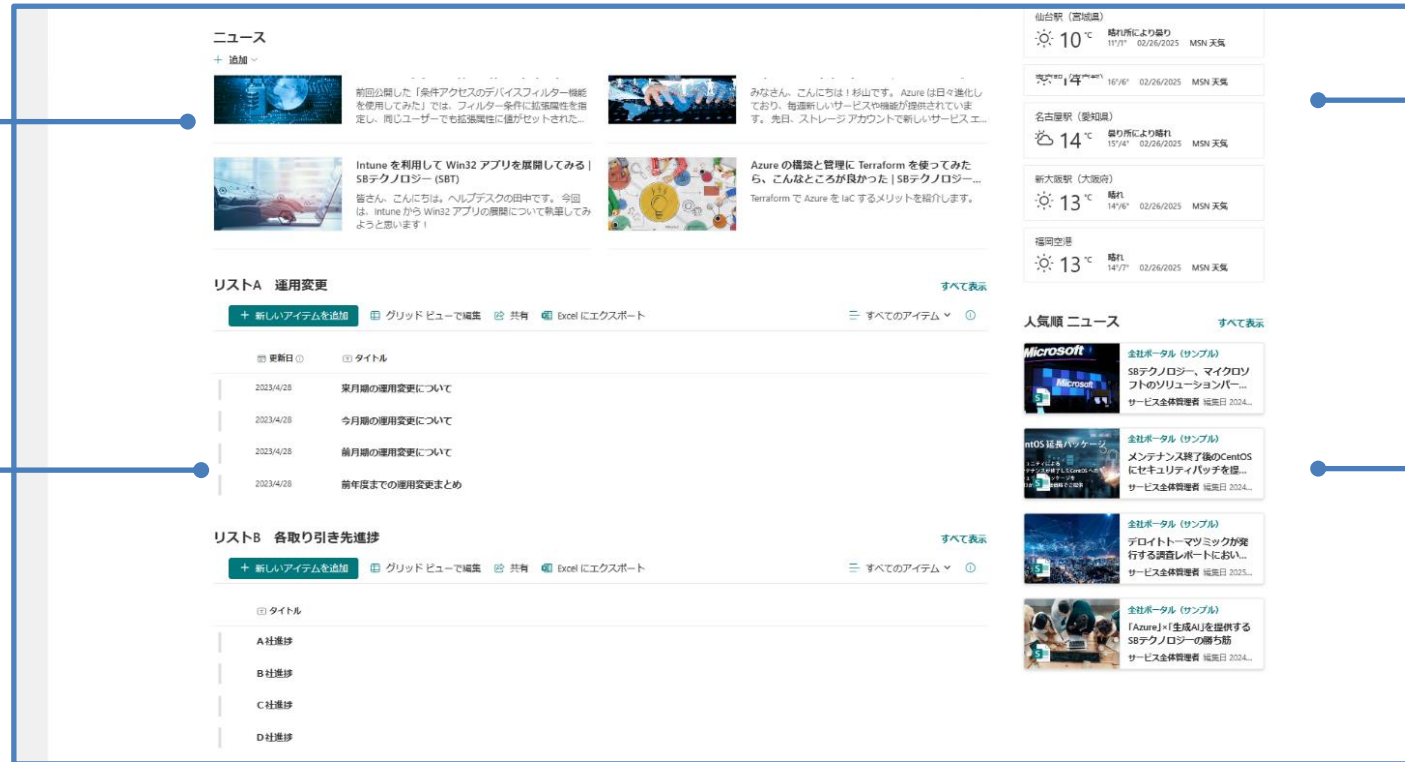 ニュース
＋ 追加
前回公開した「条件アクセスのデバイスフィルター機能
を使用してみた」では、フィルター条件に拡張属性を指
定し、同じユーザーでも拡張属性に値がセットされた...
みなさん、こんにちは！杉山です。 Azure は日々進化し
ており、毎週新しいサービスや機能が提供されていま
す。 先日、ストレージ アカウントで新しいサービス エ...
Intune を利用して Win32 アプリを展開してみる |
SBテクノロジー (SBT)
皆さん、こんにちは。ヘルプデスクの田中です。 今回
は、Intune から Win32 アプリの展開について執筆してみ
ようと思います！
Azure の構築と管理に Terraform を使ってみた
ら、こんなところが良かった | SBテクノロジー...
Terraform で Azure を IaC するメリットを紹介します。
リストA　運用変更
すべて表示
＋ 新しいアイテムを追加 グリッド ビューで編集 共有 Excel にエクスポート すべてのアイテム
更新日 タイトル
2023/4/28 来月期の運用変更について
2023/4/28 今月期の運用変更について
2023/4/28 前月期の運用変更について
2023/4/28 前年度までの運用変更まとめ
リストB　各取り引き先進捗
すべて表示
＋ 新しいアイテムを追加 グリッド ビューで編集 共有 Excel にエクスポート すべてのアイテム
タイトル
A社進捗
B社進捗
C社進捗
D社進捗
仙台駅（宮城県）
10 ℃ 晴れ所により曇り
11°/1° 02/26/2025 MSN 天気
14 ℃ 16°/6° 02/26/2025 MSN 天気
名古屋駅（愛知県）
14 ℃ 曇り所により晴れ
15°/4° 02/26/2025 MSN 天気
新大阪駅（大阪府）
13 ℃ 晴れ
14°/6° 02/26/2025 MSN 天気
福岡空港
13 ℃ 晴れ
14°/7° 02/26/2025 MSN 天気
人気順 ニュース
すべて表示
Microsoft
Microsoft
全社ポータル（サンプル）
SBテクノロジー、マイクロソ
フトのソリューションパー...
サービス全体管理者 編集日 2024...
ntOS 延長パッケージ
全社ポータル（サンプル）
メンテナンス終了後のCentOS
にセキュリティパッチを提...
サービス全体管理者 編集日 2024...
全社ポータル（サンプル）
デロイトトーマツミックが発
行する調査レポートにおい...
サービス全体管理者 編集日 2025...
全社ポータル（サンプル）
「Azure」×「生成AI」を提供する
SBテクノロジーの勝ち筋
サービス全体管理者 編集日 2024...